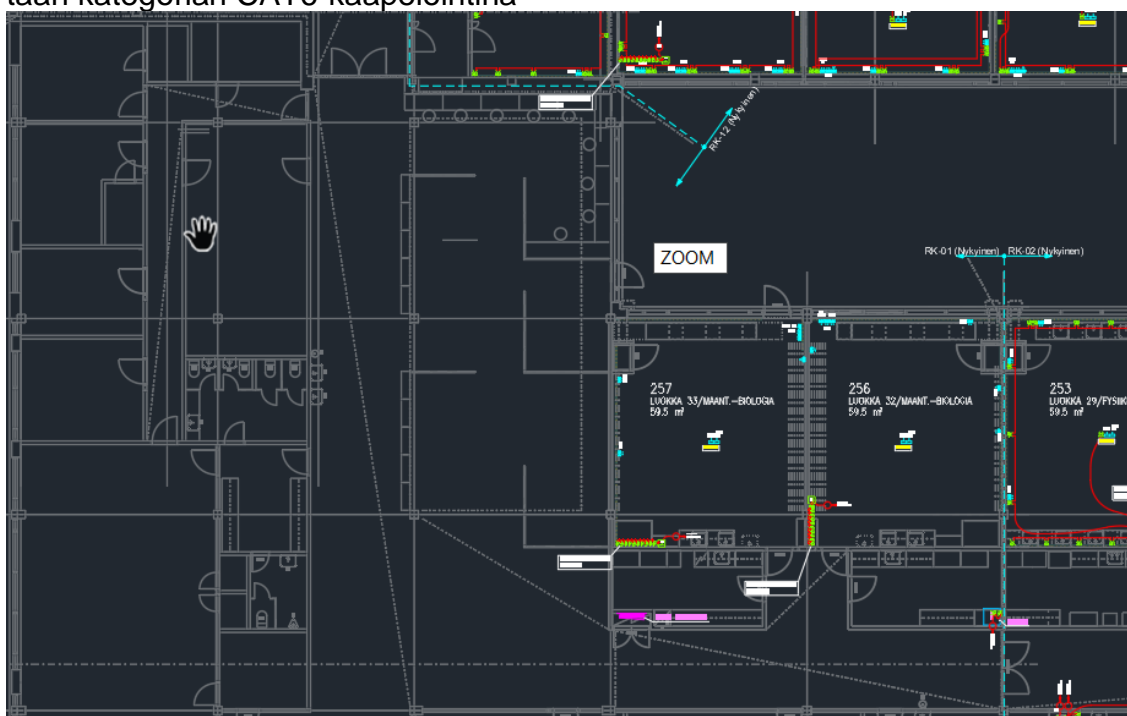 taan kategorian CAT6-kaapelointina
RK-12 (Nykyinen)
ZOOM
RK-01 (Nykyinen)
RK-02 (Nykyinen)
257
LUOKKA 33/MAANT.-BIOLOGIA
59.5 m²
256
LUOKKA 32/MAANT.-BIOLOGIA
59.5 m²
253
LUOKKA 29/FYSIIK
59.5 m²